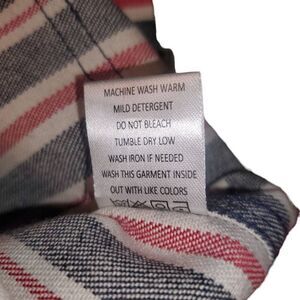 MACHINE WASH WARM
MILD DETERGENT
DO NOT BLEACH
TUMBLE DRY LOW
WASH IRON IF NEEDED
WASH THIS GARMENT INSIDE
OUT WITH LIKE COLORS